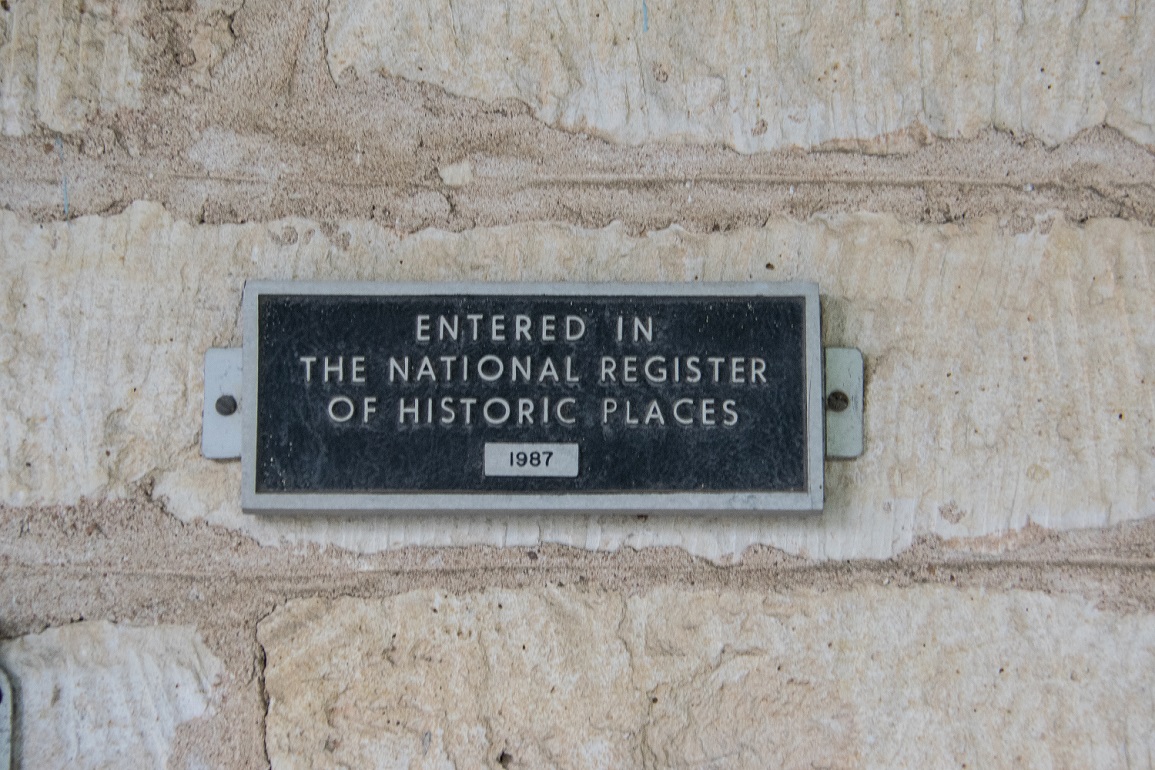 ENTERED IN
THE NATIONAL REGISTER
OF HISTORIC PLACES
1987